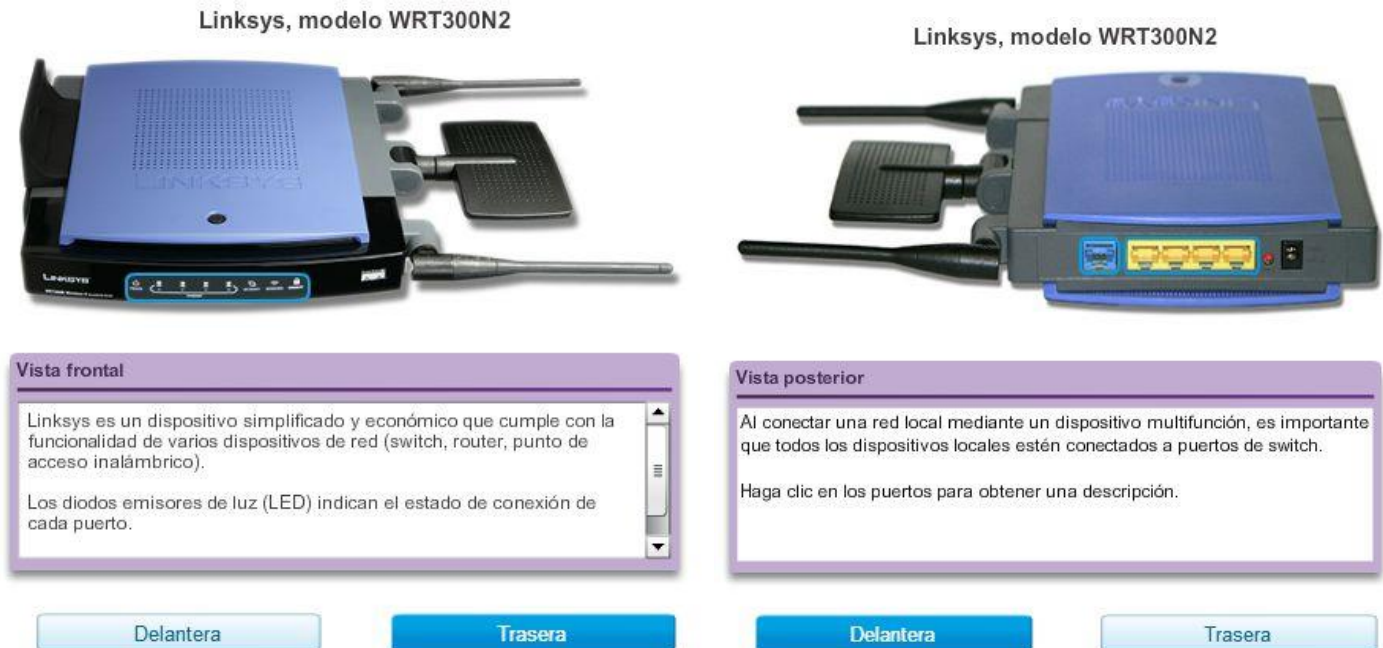 Linksys, modelo WRT300N2
LINKSYS
LINKSYS
Vista frontal
Linksys es un dispositivo simplificado y económico que cumple con la
funcionalidad de varios dispositivos de red (switch, router, punto de
acceso inalámbrico).
Los diodos emisores de luz (LED) indican el estado de conexión de
cada puerto.
Delantera
Trasera
Linksys, modelo WRT300N2
LINKSYS
Vista posterior
Al conectar una red local mediante un dispositivo multifunción, es importante
que todos los dispositivos locales estén conectados a puertos de switch.
Haga clic en los puertos para obtener una descripción.
Delantera
Trasera